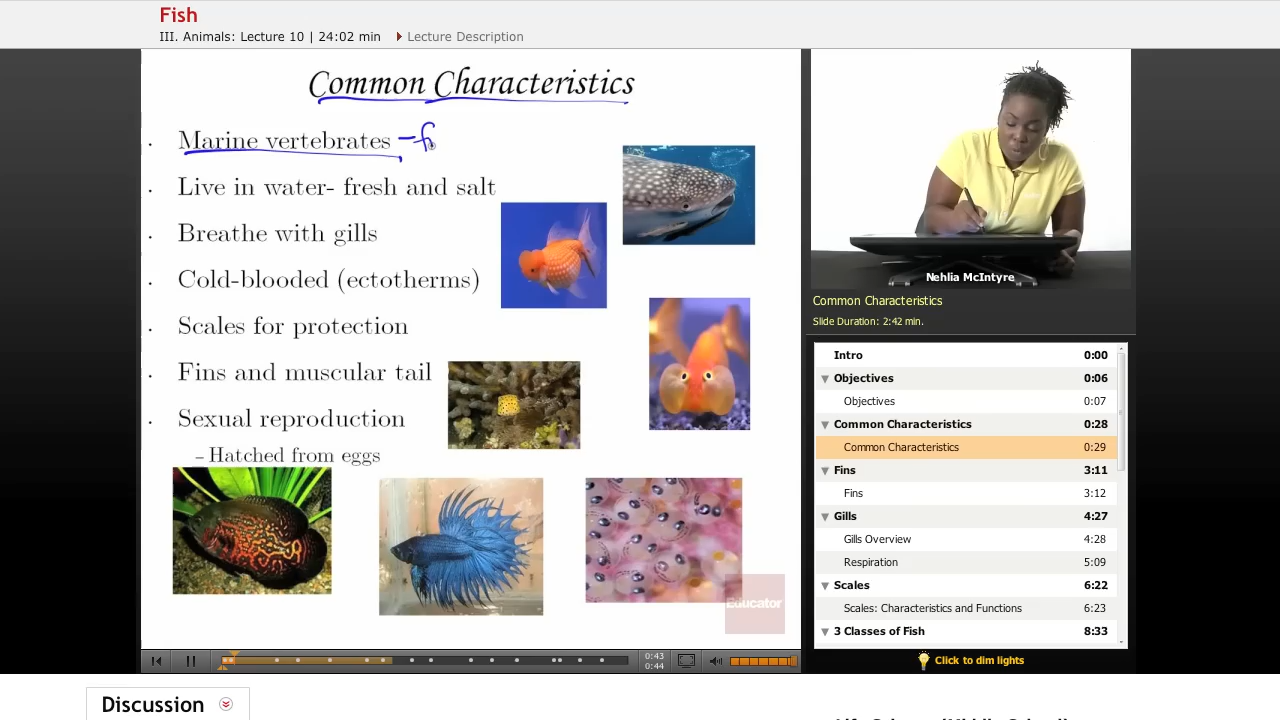 Fish
III. Animals: Lecture 10 | 24:02 min Lecture Description
Common Characteristics
· Marine vertebrates –f
· Live in water- fresh and salt
· Breathe with gills
· Cold-blooded (ectotherms)
· Scales for protection
· Fins and muscular tail
· Sexual reproduction
– Hatched from eggs
Educator
0:43
0:44
Nehlia McIntyre
Common Characteristics
Slide Duration: 2:42 min.
Intro 0:00
Objectives 0:06
Objectives 0:07
Common Characteristics 0:28
Common Characteristics 0:29
Fins 3:11
Fins 3:12
Gills 4:27
Gills Overview 4:28
Respiration 5:09
Scales 6:22
Scales: Characteristics and Functions 6:23
3 Classes of Fish 8:33
Click to dim lights
Discussion